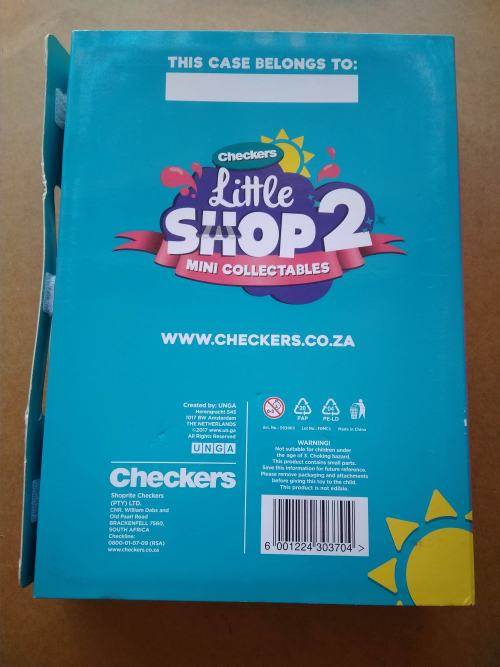 THIS CASE BELONGS TO:
Checkers
Little
SHOP 2
MINI COLLECTABLES
WWW.CHECKERS.CO.ZA
Created by: UNGA
Herengracht 545
1017 BW Amsterdam
THE NETHERLANDS
©2017 www.un.ga
All Rights Reserved
UNGA
Checkers
Shoprite Checkers
(PTY) LTD.
CNR. William Dabs and
Old Paarl Road
BRACKENFELL 7560,
SOUTH AFRICA
Checkline:
0800-01-07-09 (RSA)
www.checkers.co.za
0-3
20
PAP
04
PE-LD
Made in China
WARNING!
Not suitable for children under
the age of 3. Choking hazard.
This product contains small parts.
Save this information for future reference.
Please remove packaging and attachments
before giving this toy to the child.
This product is not edible.
6 001224 303704 >